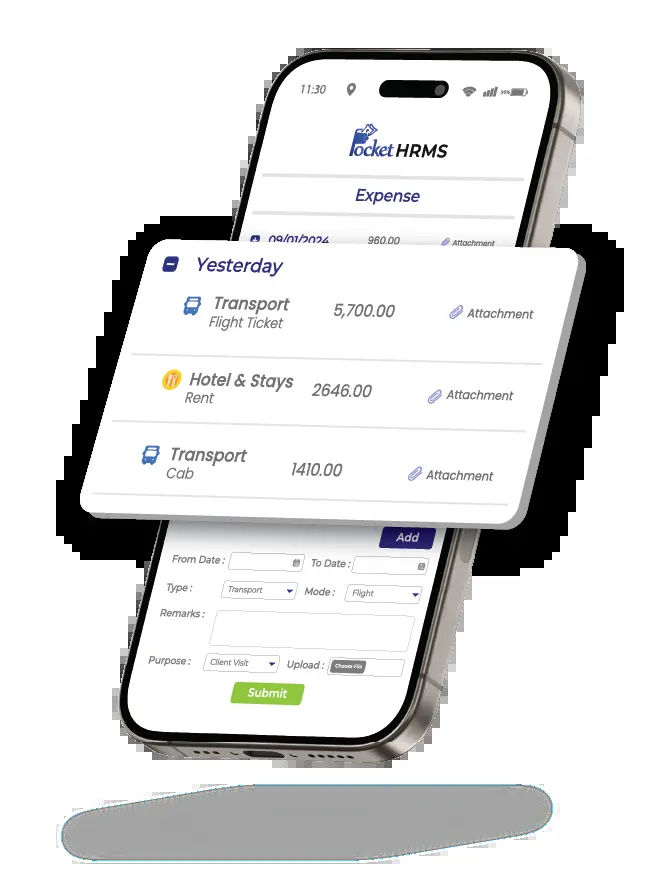 11:30
99%
Pocket HRMS
Expense
09/01/2024 960.00 Attachment
Yesterday
Transport 5,700.00 Attachment
Flight Ticket
Hotel & Stays 2646.00 Attachment
Rent
Transport 1410.00 Attachment
Cab
Add
From Date : To Date :
Type : Transport Mode : Flight
Remarks :
Purpose : Client Visit Upload : Choose File
Submit